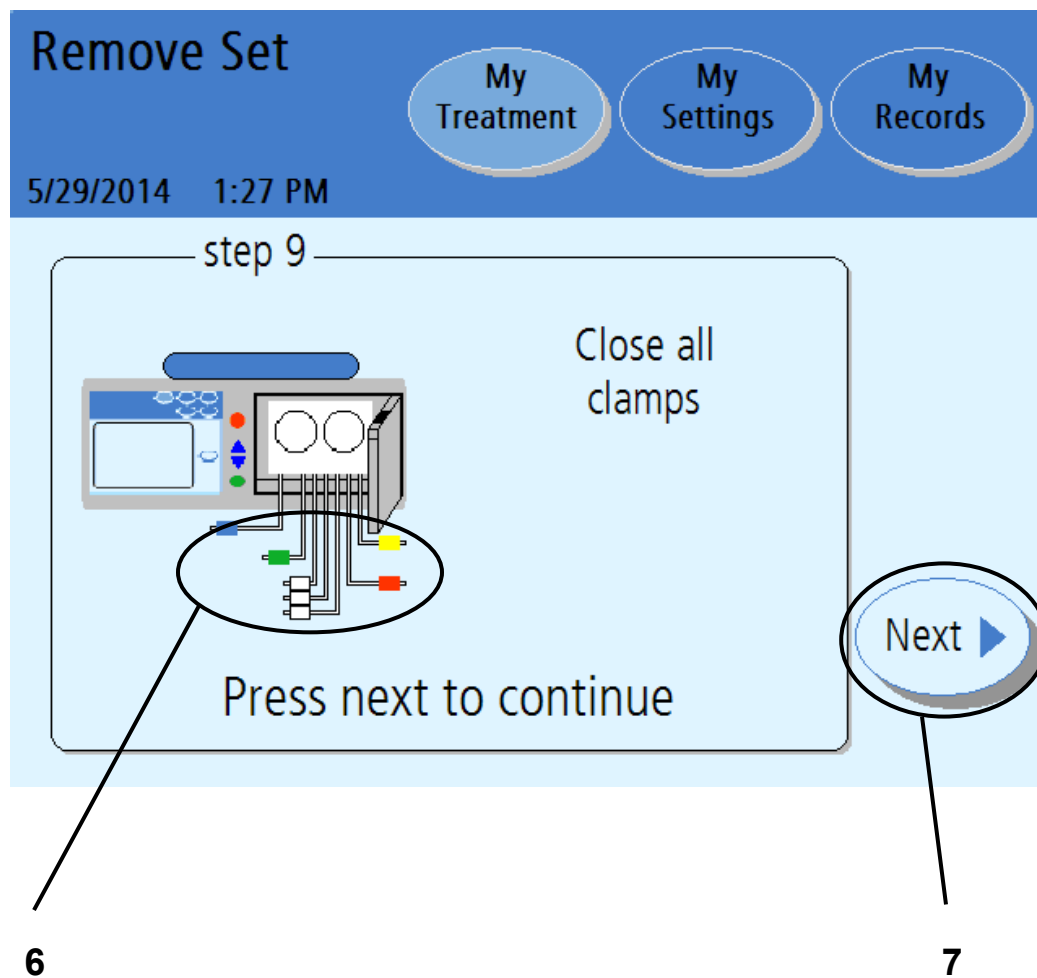 Remove Set
My
Treatment
My
Settings
My
Records
5/29/2014 1:27 PM
step 9
Close all
clamps
Next
Press next to continue
6
7